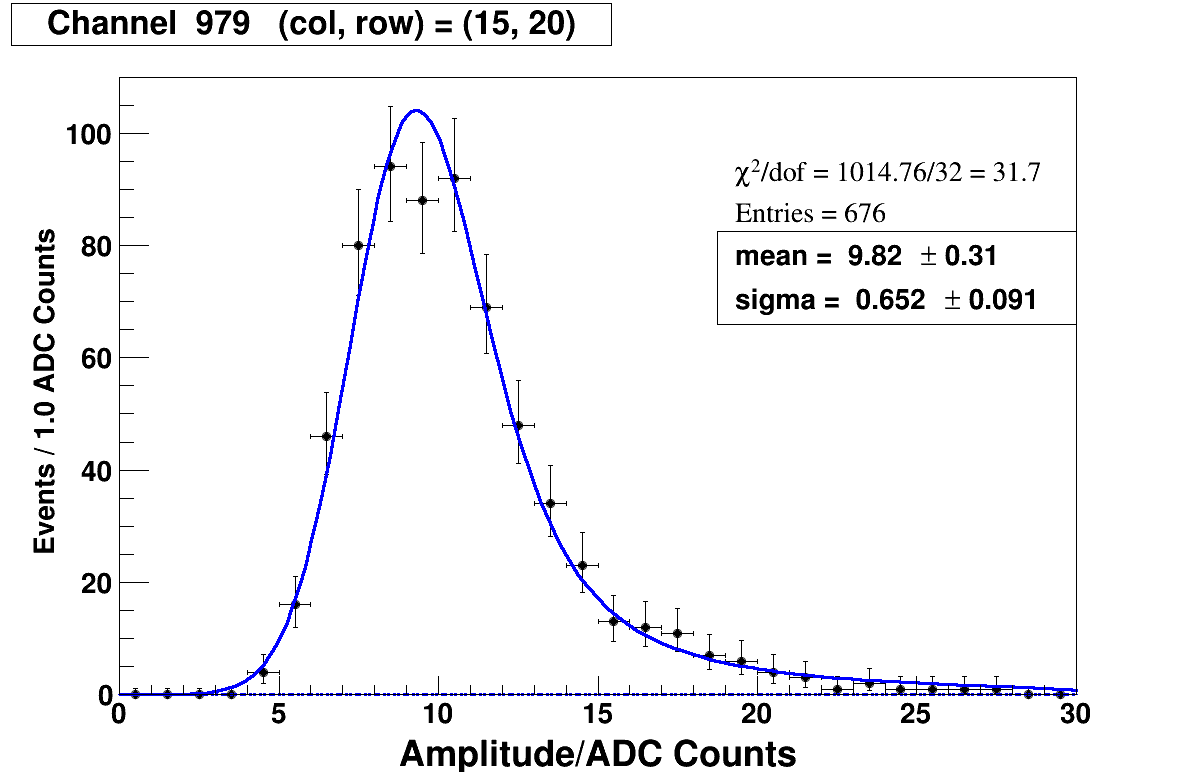 Channel 979 (col, row) = (15, 20)
χ²/dof = 1014.76/32 = 31.7
Entries = 676
mean = 9.82 ± 0.31
sigma = 0.652 ± 0.091
Events / 1.0 ADC Counts
100
80
60
40
20
0
0 5 10 15 20 25 30
Amplitude/ADC Counts